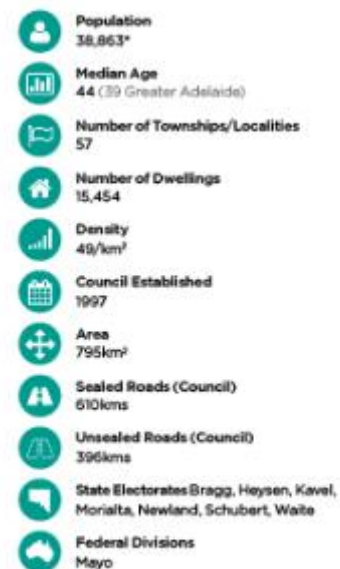 Population
38,863*
Median Age
44 (39 Greater Adelaide)
Number of Townships/Localities
57
Number of Dwellings
15,454
Density
49/km²
Council Established
1997
Area
795km²
Sealed Roads (Council)
610kms
Unsealed Roads (Council)
396kms
State Electorates Bragg, Heysen, Kavel,
Morialta, Newland, Schubert, Waite
Federal Divisions
Mayo